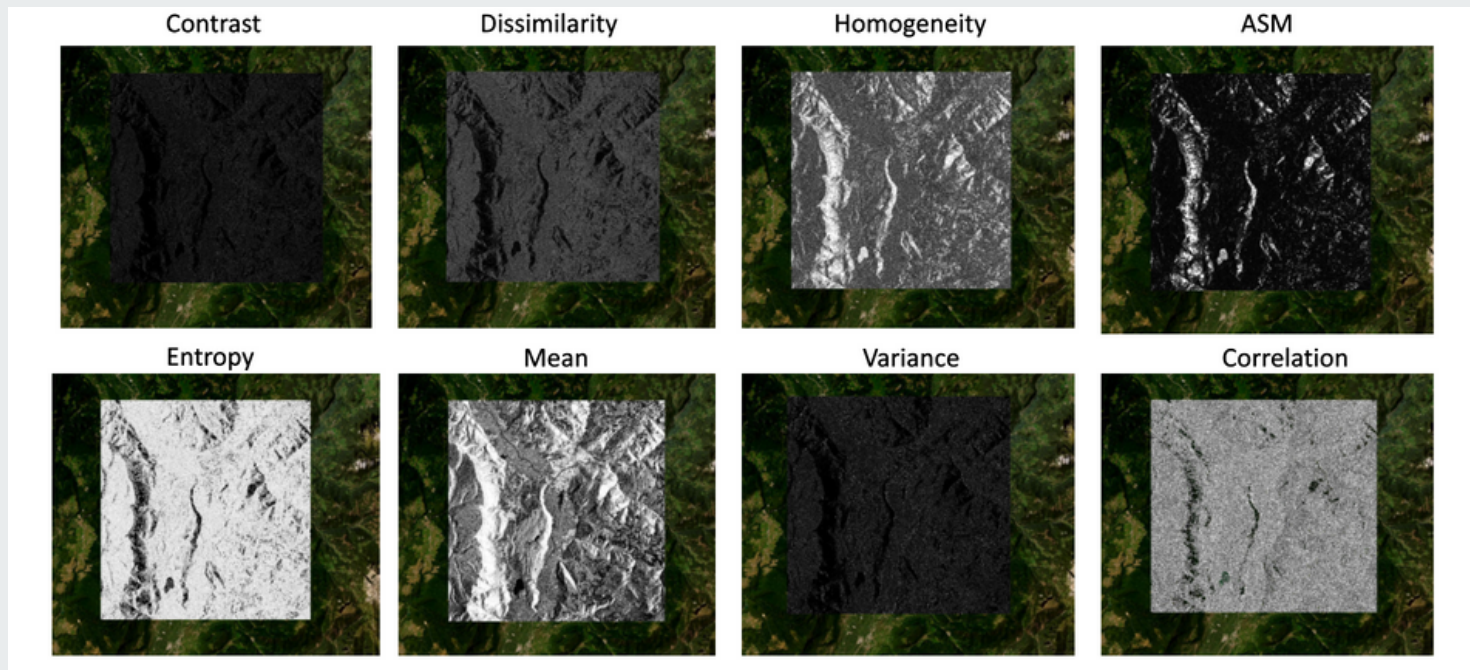 Contrast
Dissimilarity
Homogeneity
ASM
Entropy
Mean
Variance
Correlation